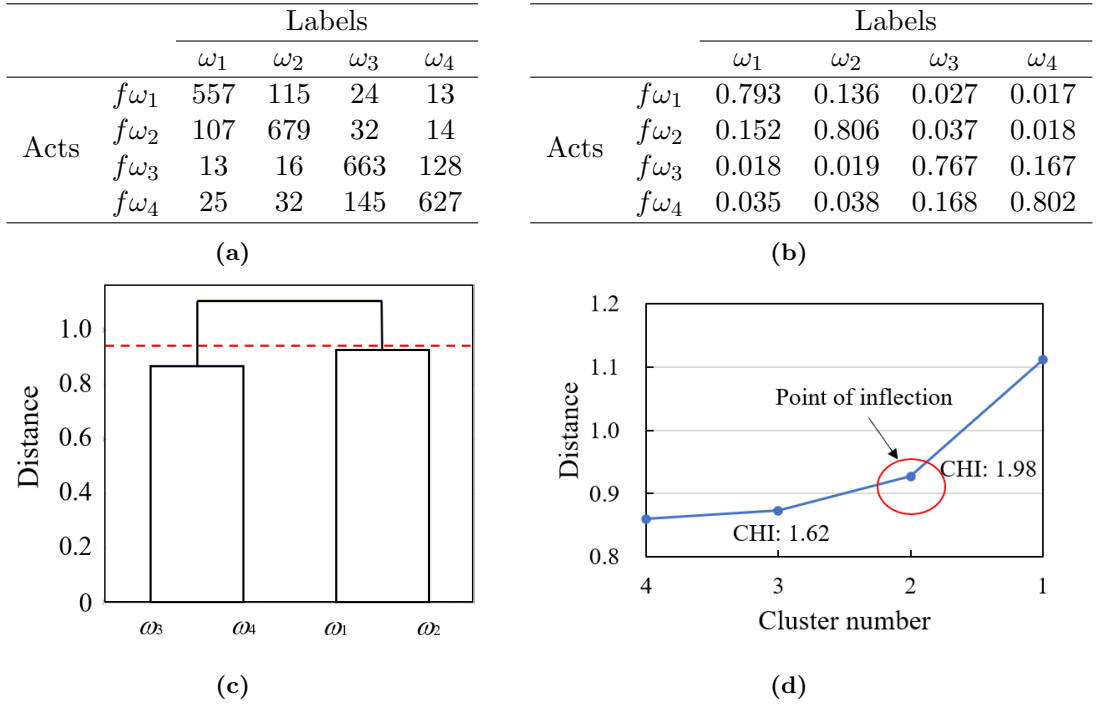 Labels
ω₁ ω₂ ω₃ ω₄
fω₁ 557 115 24 13
fω₂ 107 679 32 14
Acts
fω₃ 13 16 663 128
fω₄ 25 32 145 627
(a)
Labels
ω₁ ω₂ ω₃ ω₄
fω₁ 0.793 0.136 0.027 0.017
fω₂ 0.152 0.806 0.037 0.018
Acts
fω₃ 0.018 0.019 0.767 0.167
fω₄ 0.035 0.038 0.168 0.802
(b)
Distance
1.0
0.8
0.6
0.4
0.2
0
ω₃ ω₄ ω₁ ω₂
(c)
Distance
1.2
1.1
1.0
0.9
0.8
Point of inflection
CHI: 1.98
CHI: 1.62
4 3 2 1
Cluster number
(d)